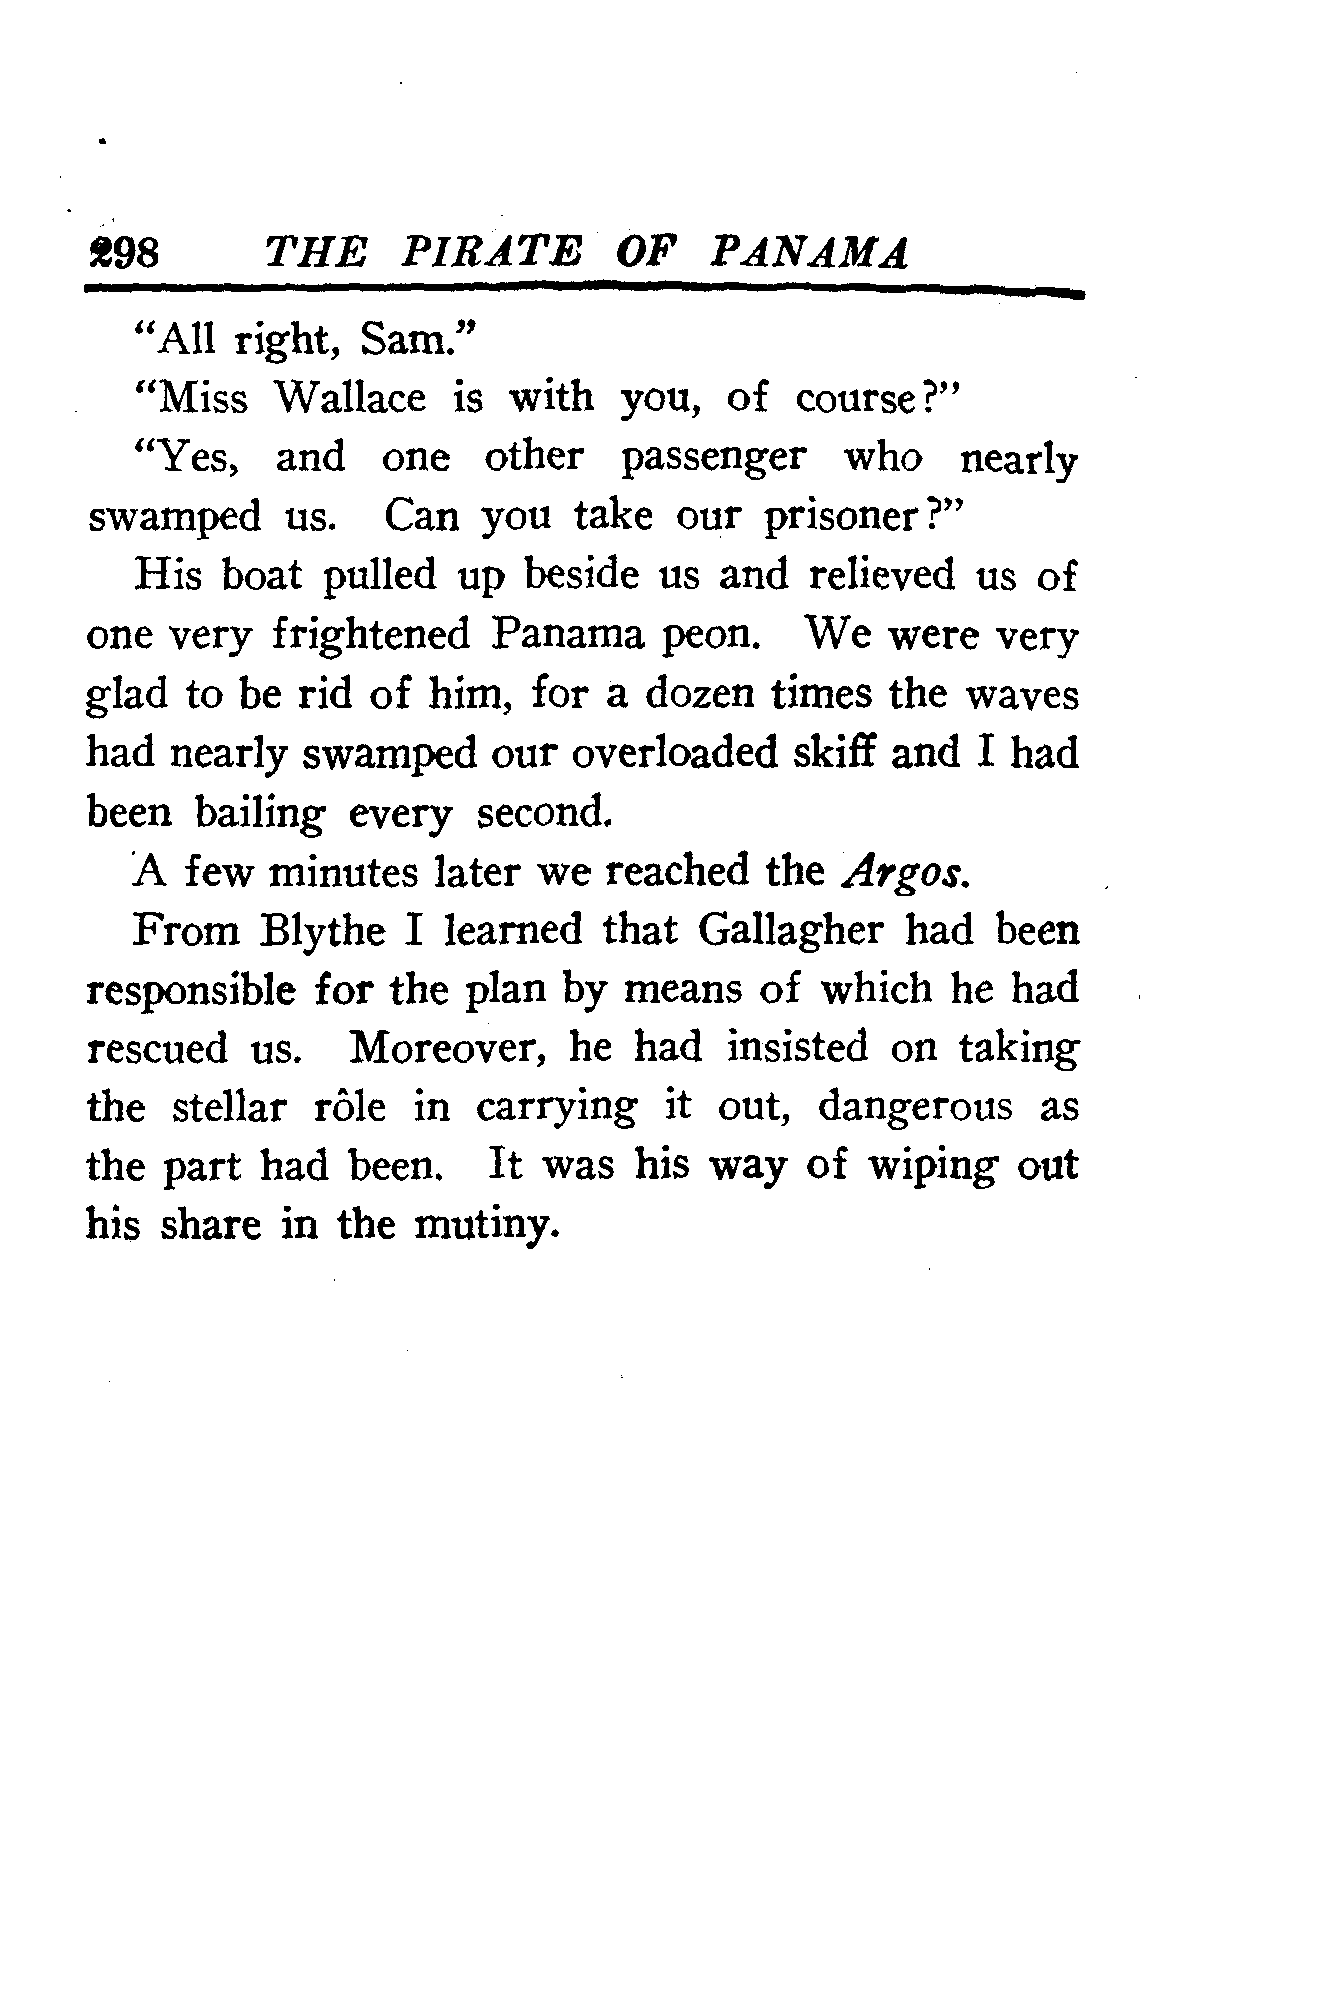 298 THE PIRATE OF PANAMA
"All right, Sam."
"Miss Wallace is with you, of course?"
"Yes, and one other passenger who nearly
swamped us. Can you take our prisoner?"
His boat pulled up beside us and relieved us of
one very frightened Panama peon. We were very
glad to be rid of him, for a dozen times the waves
had nearly swamped our overloaded skiff and I had
been bailing every second.
A few minutes later we reached the Argos.
From Blythe I learned that Gallagher had been
responsible for the plan by means of which he had
rescued us. Moreover, he had insisted on taking
the stellar rôle in carrying it out, dangerous as
the part had been. It was his way of wiping out
his share in the mutiny.